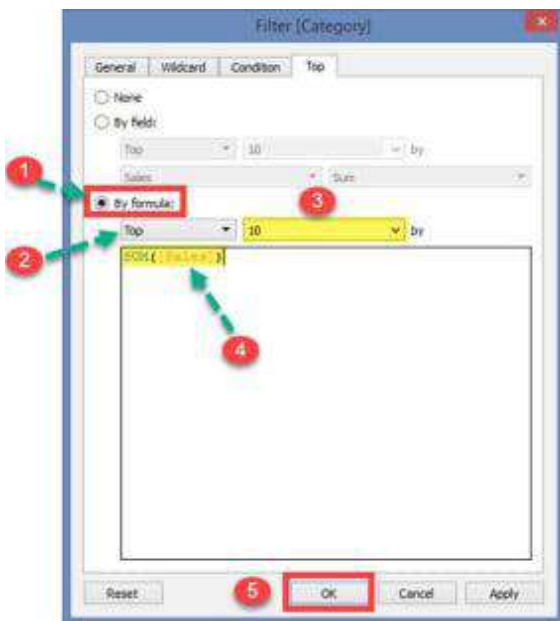 Filter [Category]
General Wildcard Condition Top
None
By field:
Top 10 by
Sales Sum
1
By formula:
3
Top 10 by
2
SUM([Sales])
4
Reset 5 OK Cancel Apply